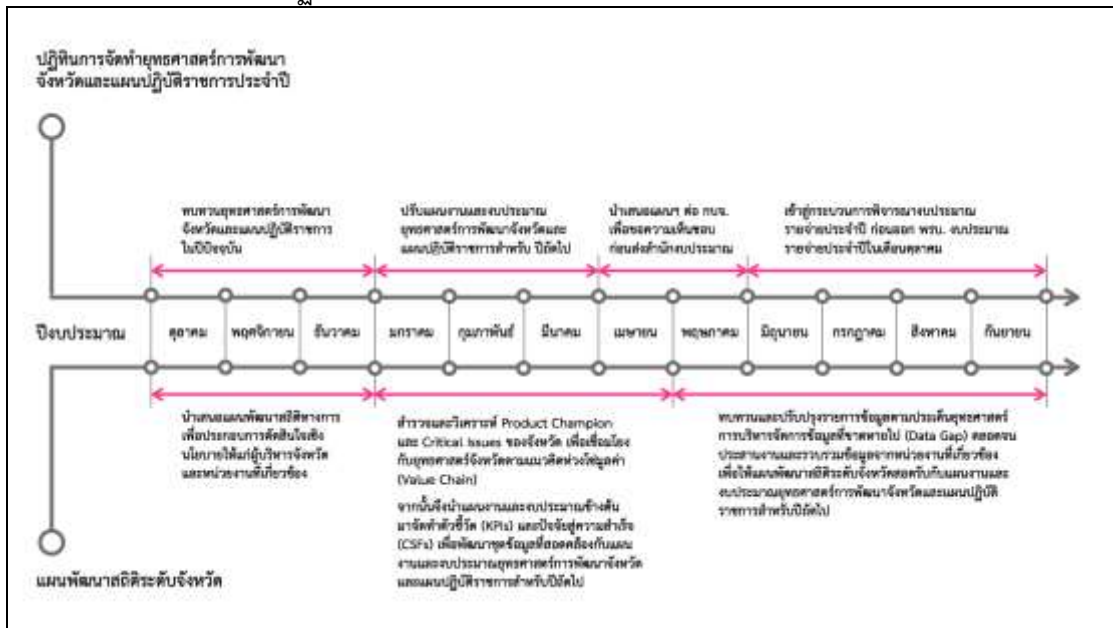 ปฏิทินการจัดทำยุทธศาสตร์การพัฒนา
จังหวัดและแผนปฏิบัติราชการประจำปี
ทบทวนยุทธศาสตร์การพัฒนา
จังหวัดและแผนปฏิบัติราชการ
ในปีปัจจุบัน
ปรับแผนงานและงบประมาณ
ยุทธศาสตร์การพัฒนาจังหวัดและ
แผนปฏิบัติราชการสำหรับ ปีถัดไป
นำเสนอแผนฯ ต่อ กบจ.
เพื่อขอความเห็นชอบ
ก่อนส่งสำนักงบประมาณ
เข้าสู่กระบวนการพิจารณางบประมาณ
รายจ่ายประจำปี ก่อนออก พรบ. งบประมาณ
รายจ่ายประจำปีในเดือนตุลาคม
ปีงบประมาณ ตุลาคม พฤศจิกายน ธันวาคม มกราคม กุมภาพันธ์ มีนาคม เมษายน พฤษภาคม มิถุนายน กรกฎาคม สิงหาคม กันยายน
นำเสนอแผนพัฒนาสถิติทางการ
เพื่อประกอบการตัดสินใจเชิง
นโยบายให้แก่ผู้บริหารจังหวัด
และหน่วยงานที่เกี่ยวข้อง
สำรวจและวิเคราะห์ Product Champion
และ Critical Issues ของจังหวัด เพื่อเชื่อมโยง
กับยุทธศาสตร์จังหวัดตามแนวคิดห่วงโซ่มูลค่า
(Value Chain)
จากนั้นจึงนำแผนงานและงบประมาณข้างต้น
มาจัดทำตัวชี้วัด (KPIs) และปัจจัยสู่ความสำเร็จ
(CSFs) เพื่อพัฒนาชุดข้อมูลที่สอดคล้องกับแผน
งานและงบประมาณยุทธศาสตร์การพัฒนาจังหวัด
และแผนปฏิบัติราชการสำหรับปีถัดไป
ทบทวนและปรับปรุงรายการข้อมูลตามประเด็นยุทธศาสตร์
การบริหารจัดการข้อมูลที่ขาดหายไป (Data Gap) ตลอดจน
ประสานงานและรวบรวมข้อมูลจากหน่วยงานที่เกี่ยวข้อง
เพื่อให้แผนพัฒนาสถิติระดับจังหวัดสอดรับกับแผนงานและ
งบประมาณยุทธศาสตร์การพัฒนาจังหวัดและแผนปฏิบัติ
ราชการสำหรับปีถัดไป
แผนพัฒนาสถิติระดับจังหวัด